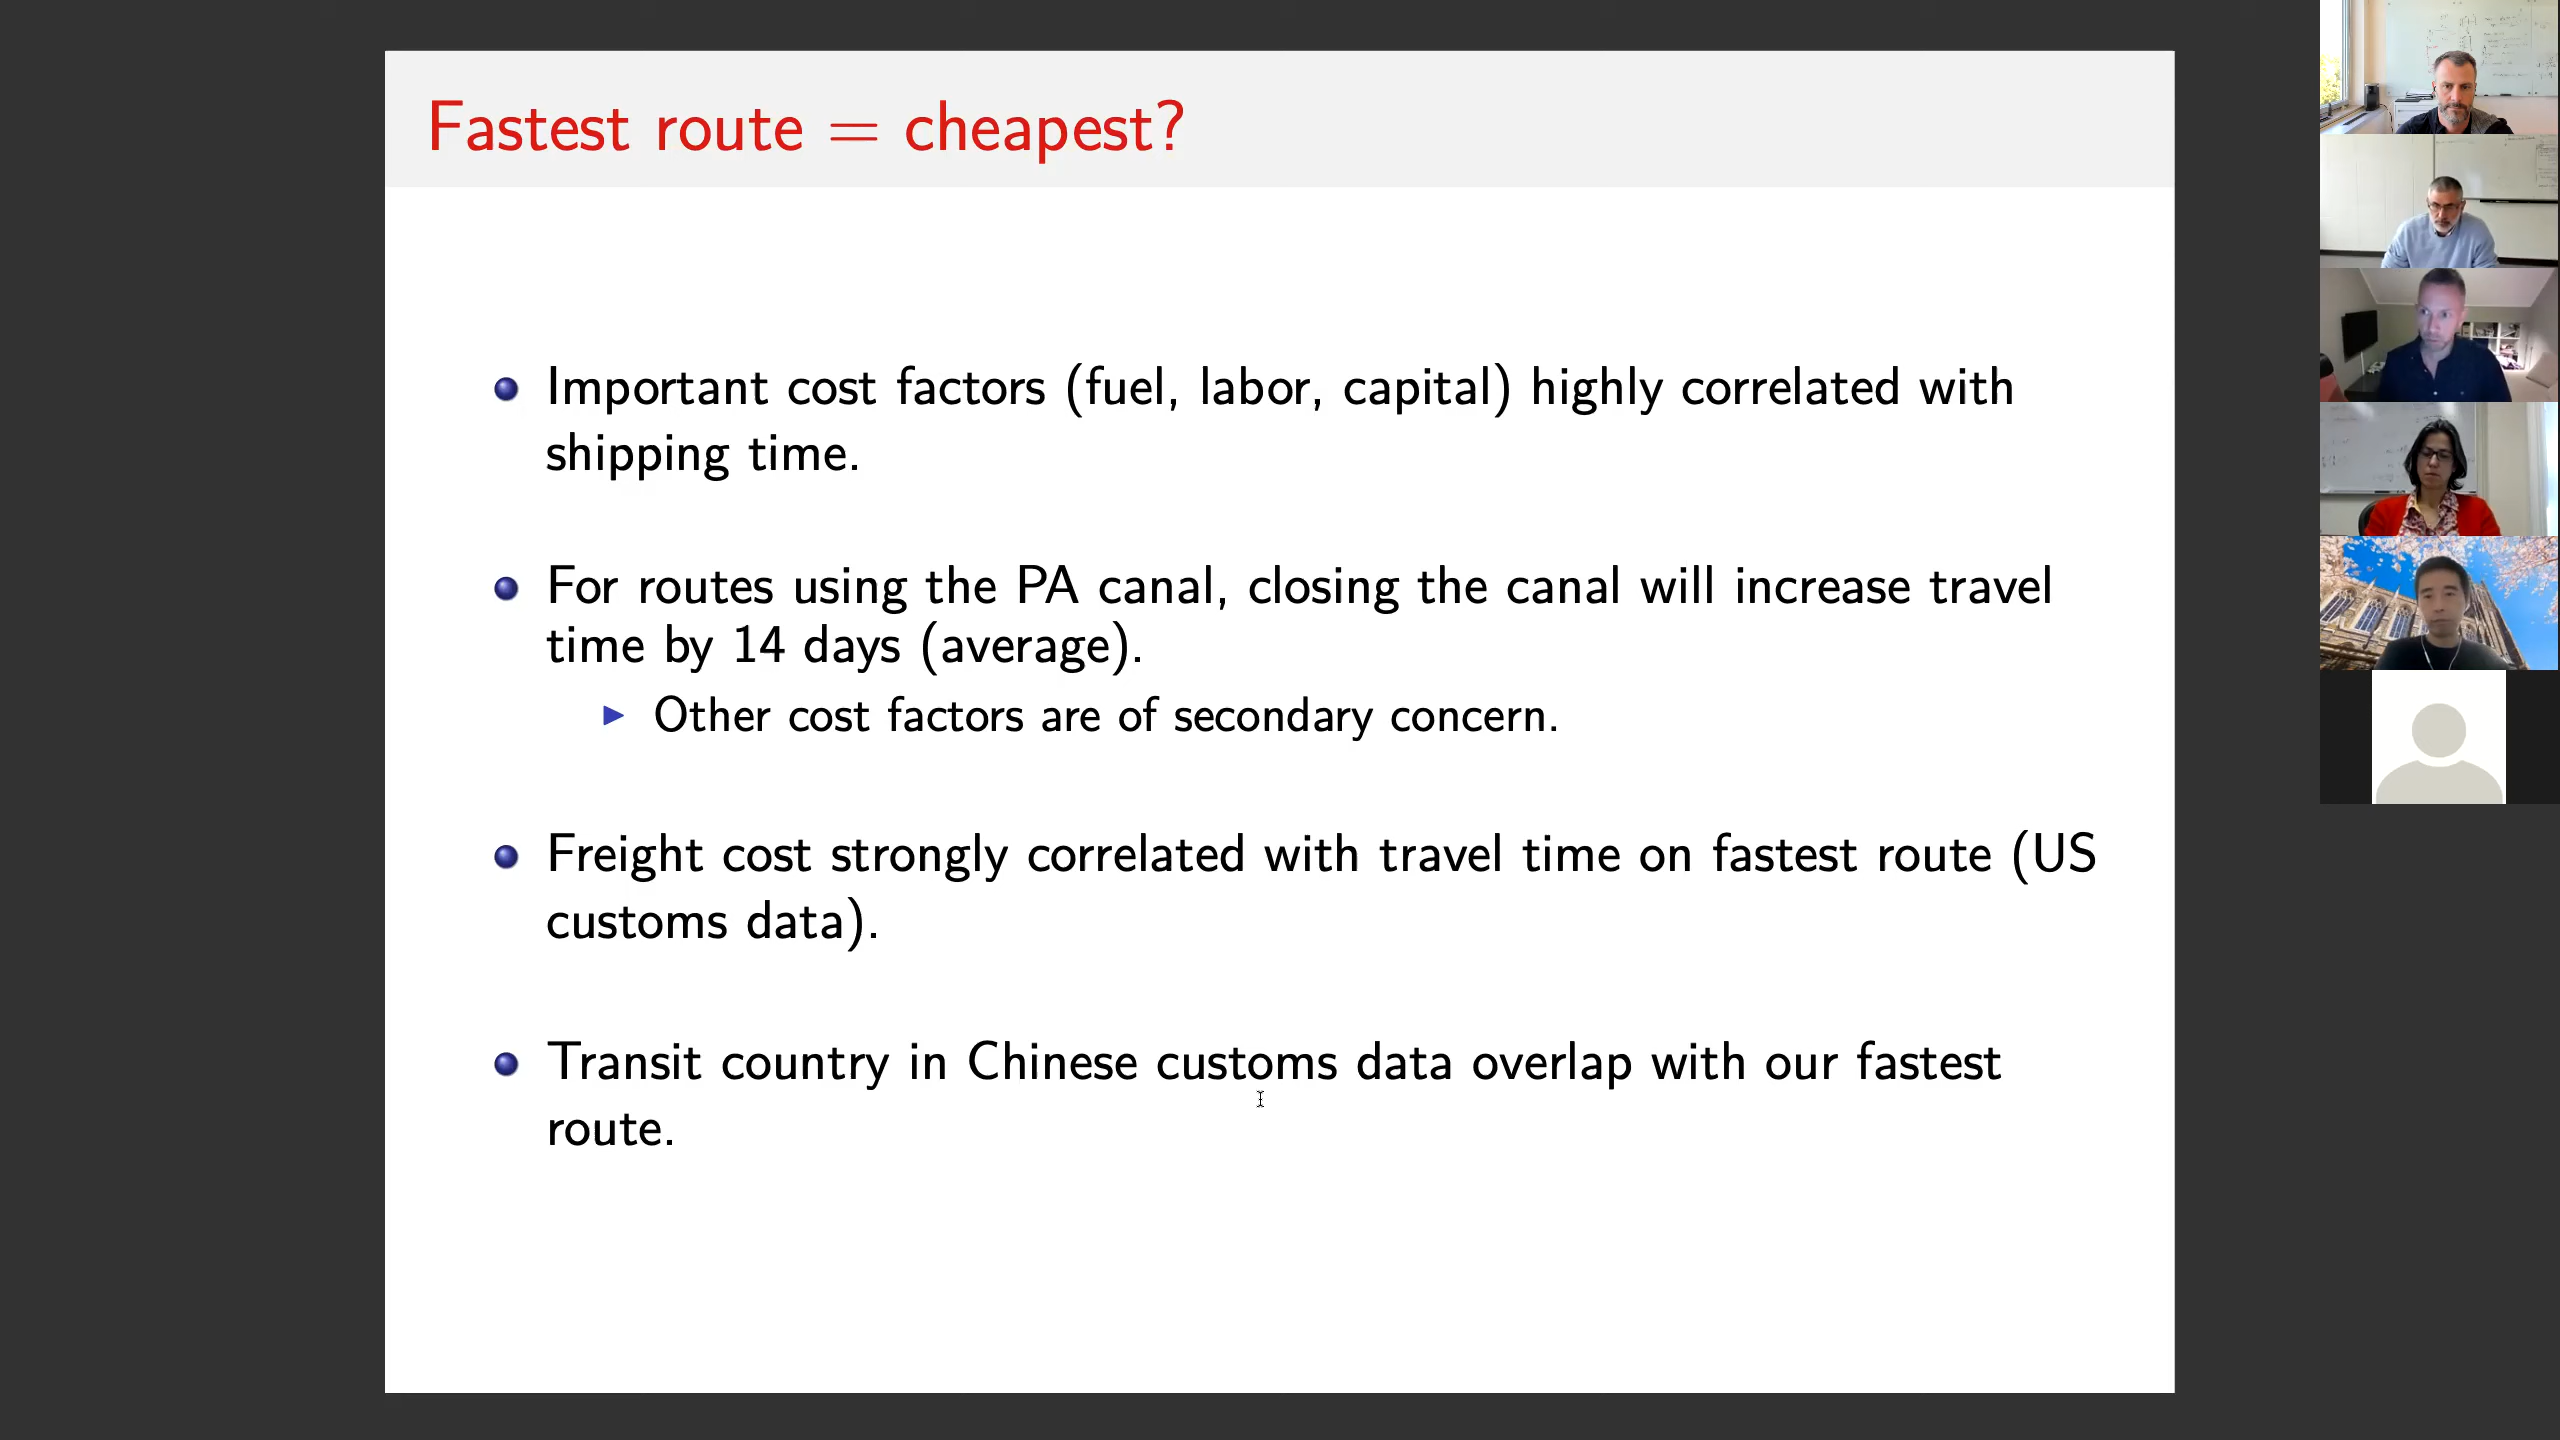 Fastest route = cheapest?
Important cost factors (fuel, labor, capital) highly correlated with
shipping time.
For routes using the PA canal, closing the canal will increase travel
time by 14 days (average).
Other cost factors are of secondary concern.
Freight cost strongly correlated with travel time on fastest route (US
customs data).
Transit country in Chinese customs data overlap with our fastest
route.